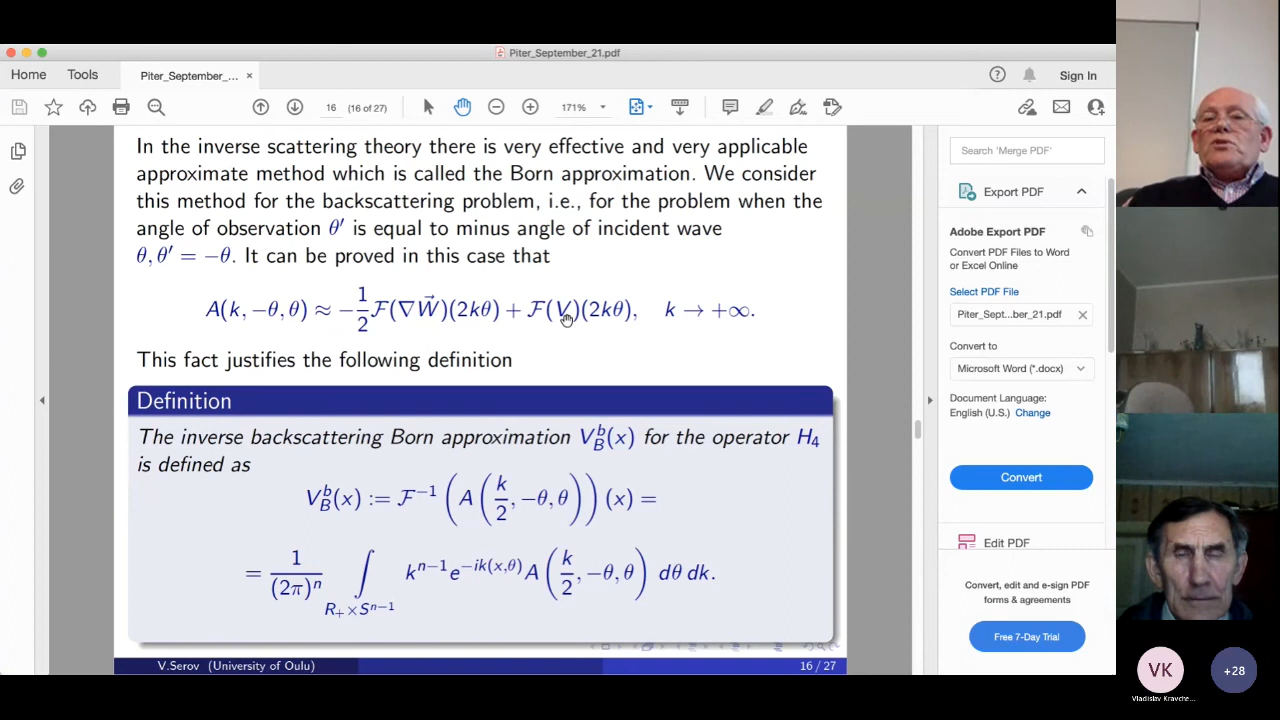 Piter_September_21.pdf
Home Tools Piter_September_... × Sign In
16 (16 of 27) 171%
In the inverse scattering theory there is very effective and very applicable
approximate method which is called the Born approximation. We consider
this method for the backscattering problem, i.e., for the problem when the
angle of observation θ′ is equal to minus angle of incident wave
θ, θ′ = −θ. It can be proved in this case that
A(k, −θ, θ) ≈ −1/2 F(∇W⃗)(2kθ) + F(V)(2kθ), k → +∞.
This fact justifies the following definition
Definition
The inverse backscattering Born approximation V_B^b(x) for the operator H₄
is defined as
V_B^b(x) := F⁻¹ (A (k/2, −θ, θ)) (x) =
= 1/(2π)ⁿ ∫_{R₊×Sⁿ⁻¹} kⁿ⁻¹e^{−ik(x,θ)} A (k/2, −θ, θ) dθ dk.
V.Serov (University of Oulu) 16 / 27
Search 'Merge PDF'
Export PDF
Adobe Export PDF
Convert PDF Files to Word
or Excel Online
Select PDF File
Piter_Sept...ber_21.pdf ×
Convert to
Microsoft Word (*.docx)
Document Language:
English (U.S.) Change
Convert
Edit PDF
Convert, edit and e-sign PDF
forms & agreements
Free 7-Day Trial
VK
+28
Vladislav Kravche...